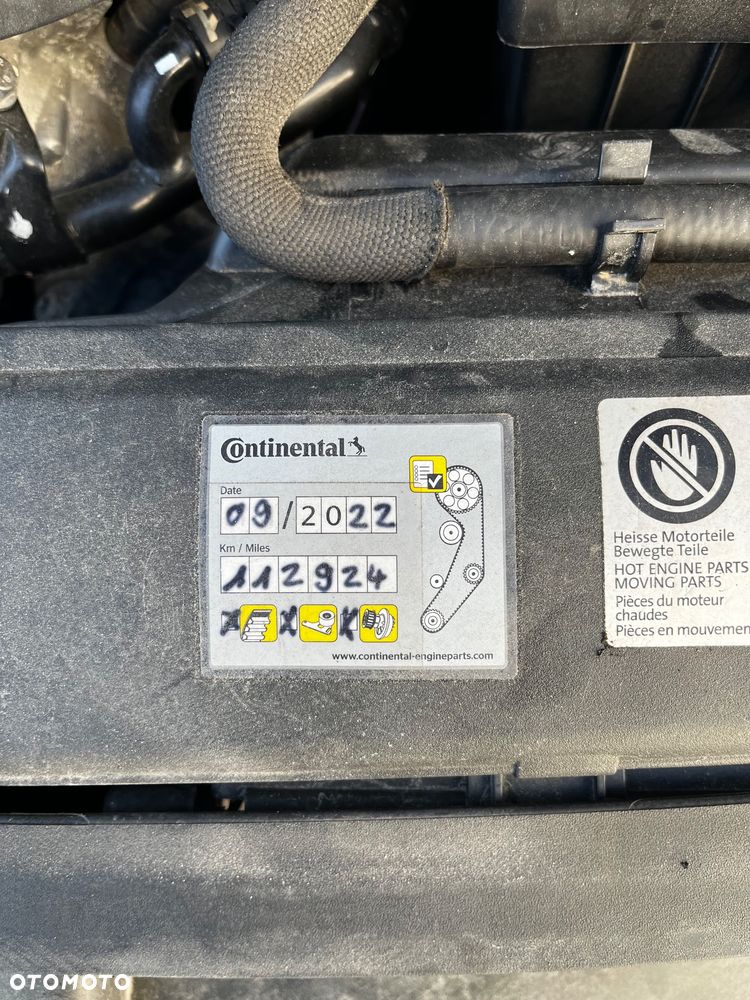 Continental
Date
09/2022
Km / Miles
112924
www.continental-engineparts.com
Heisse Motorteile
Bewegte Teile
HOT ENGINE PARTS
MOVING PARTS
Pièces du moteur
chaudes
Pièces en mouvemen
OTOMOTO